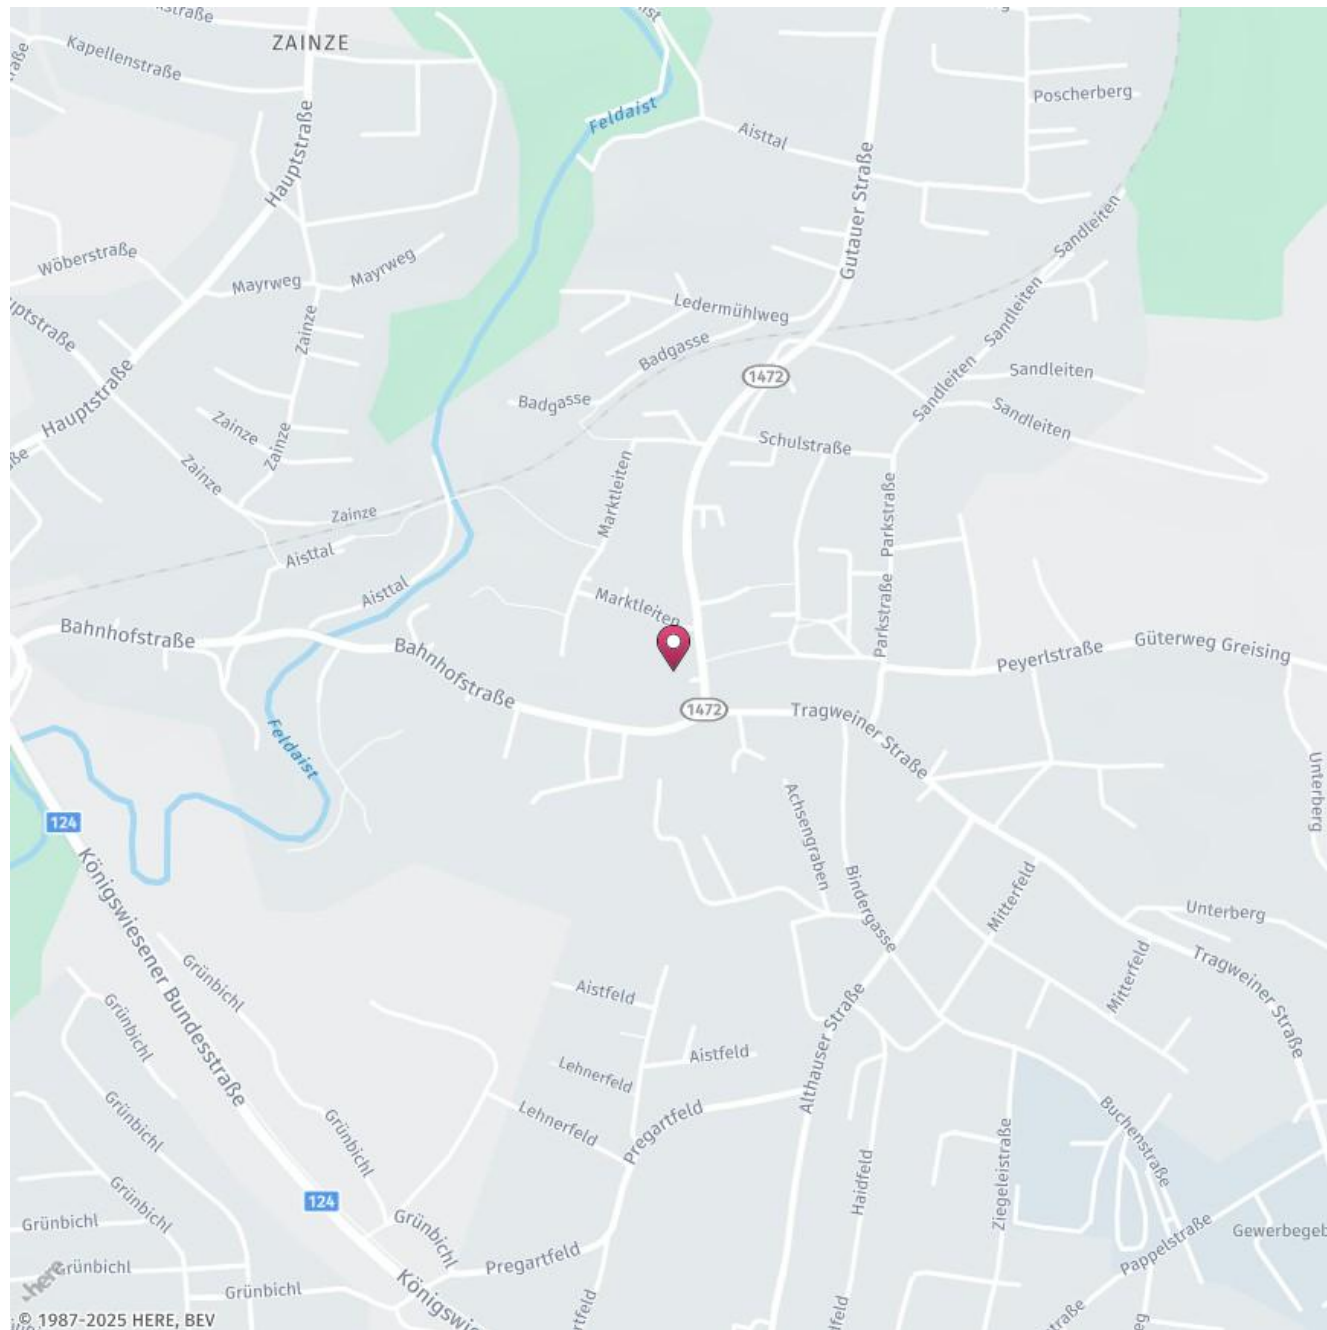 ZAINZE
Kapellenstraße
Hauptstraße
Feldaist
Poscherberg
Aisttal
Gutauer Straße
Sandleiten
Wöberstraße
Mayrweg
Mayrweg
Zainze
Ledermühlweg
Badgasse
Sandleiten
1472
Sandleiten
Sandleiten
Hauptstraße
Badgasse
Sandleiten
Zainze
Zainze
Schulstraße
Zainze
Marktleiten
Parkstraße
Zainze
Aisttal
Aisttal
Marktleiten
Parkstraße
Bahnhofstraße
Bahnhofstraße
Peyerlstraße
Güterweg Greising
1472
Tragweiner Straße
Feldaist
Unterberg
124
Achsengraben
Bindergasse
Mitterfeld
Unterberg
Königswiesener Bundesstraße
Grünbichl
Mitterfeld
Tragweiner Straße
Aistfeld
Grünbichl
Althauser Straße
Aistfeld
Lehnerfeld
Grünbichl
Lehnerfeld
Pregartfeld
Grünbichl
Buchenstraße
Ziegeleistraße
Haidfeld
124
Grünbichl
Grünbichl
Grünbichl
Pappelstraße
Gewerbegeb
Pregartfeld
Grünbichl
Grünbichl
here
Königswi
© 1987-2025 HERE, BEV